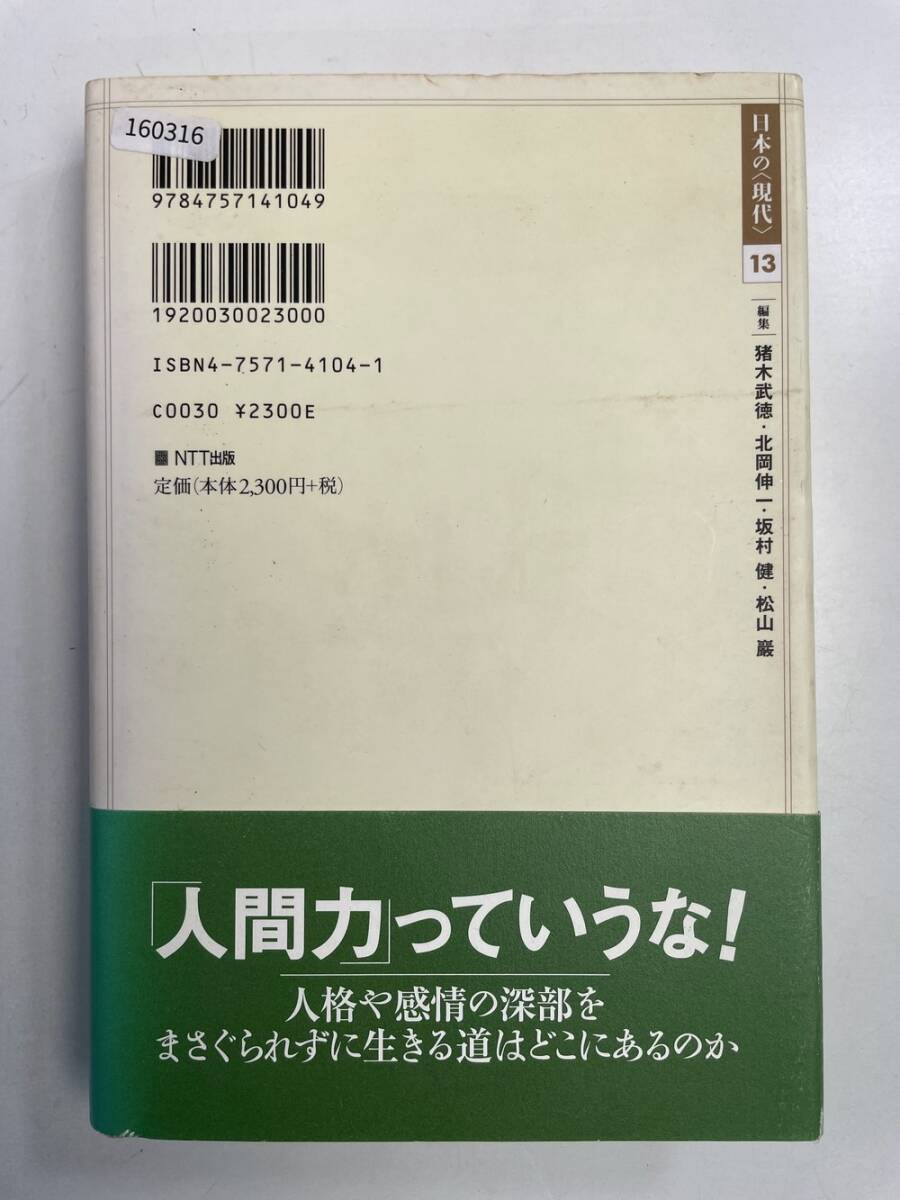 160316
9784757141049
1920030023000
ISBN4-7571-4104-1
C0030 ¥2300E
NTT出版
定価(本体2,300円+税)
日本の〈現代〉
13
編集
猪木武徳・北岡伸一・坂村 健・松山 巖
「人間力」っていうな!
人格や感情の深部を
まさぐられずに生きる道はどこにあるのか